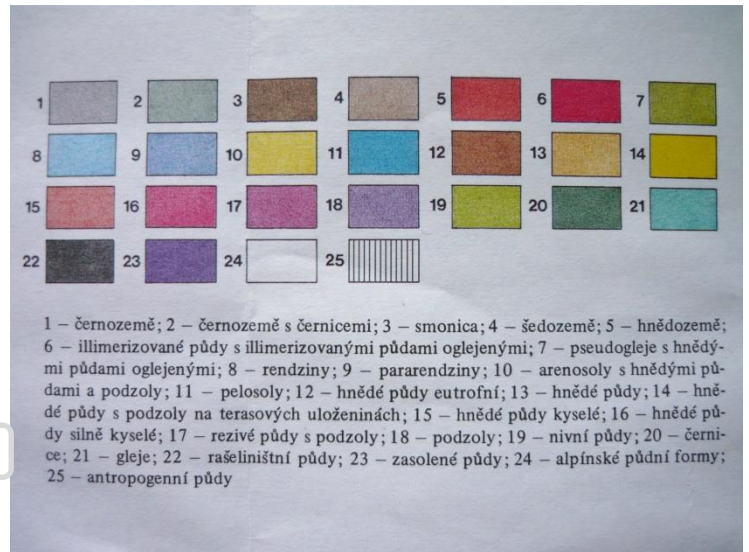 1 2 3 4 5 6 7
8 9 10 11 12 13 14
15 16 17 18 19 20 21
22 23 24 25
1 – černozemě; 2 – černozemě s černicemi; 3 – smonica; 4 – šedozemě; 5 – hnědozemě;
6 – illimerizované půdy s illimerizovanými půdami oglejenými; 7 – pseudogleje s hnědý-
mi půdami oglejenými; 8 – rendziny; 9 – pararendziny; 10 – arenosoly s hnědými pů-
dami a podzoly; 11 – pelosoly; 12 – hnědé půdy eutrofní; 13 – hnědé půdy; 14 – hně-
dé půdy s podzoly na terasových uloženinách; 15 – hnědé půdy kyselé; 16 – hnědé pů-
dy silně kyselé; 17 – rezivé půdy s podzoly; 18 – podzoly; 19 – nivní půdy; 20 – černi-
ce; 21 – gleje; 22 – rašeliništní půdy; 23 – zasolené půdy; 24 – alpínské půdní formy;
25 – antropogenní půdy